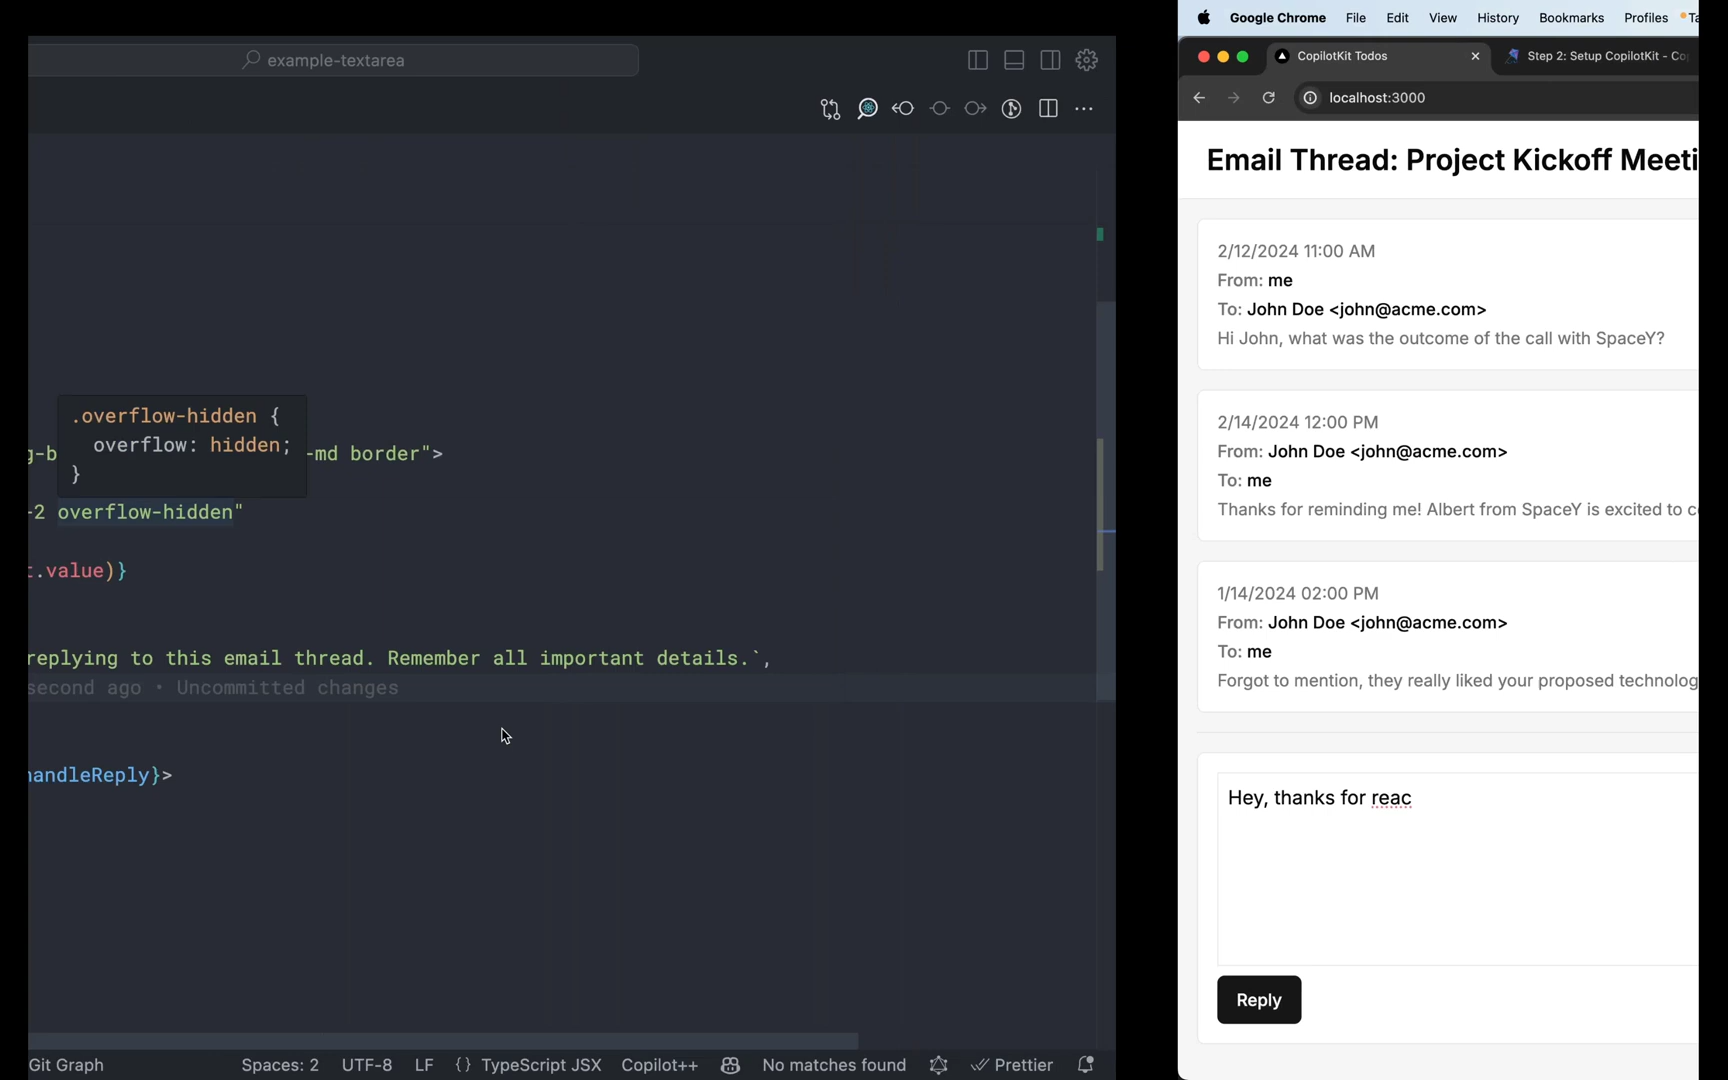 example-textarea
.overflow-hidden {
overflow: hidden;
}
-md border">
-2 overflow-hidden"
.value)}
replying to this email thread. Remember all important details.`,
second ago • Uncommitted changes
handleReply}>
Git Graph
Spaces: 2
UTF-8
LF
{} TypeScript JSX
Copilot++
No matches found
Prettier
Google Chrome File Edit View History Bookmarks Profiles
CopilotKit Todos
Step 2: Setup CopilotKit -
localhost:3000
Email Thread: Project Kickoff Meeti
2/12/2024 11:00 AM
From: me
To: John Doe <john@acme.com>
Hi John, what was the outcome of the call with SpaceY?
2/14/2024 12:00 PM
From: John Doe <john@acme.com>
To: me
Thanks for reminding me! Albert from SpaceY is excited to c
1/14/2024 02:00 PM
From: John Doe <john@acme.com>
To: me
Forgot to mention, they really liked your proposed technolog
Hey, thanks for reac
Reply